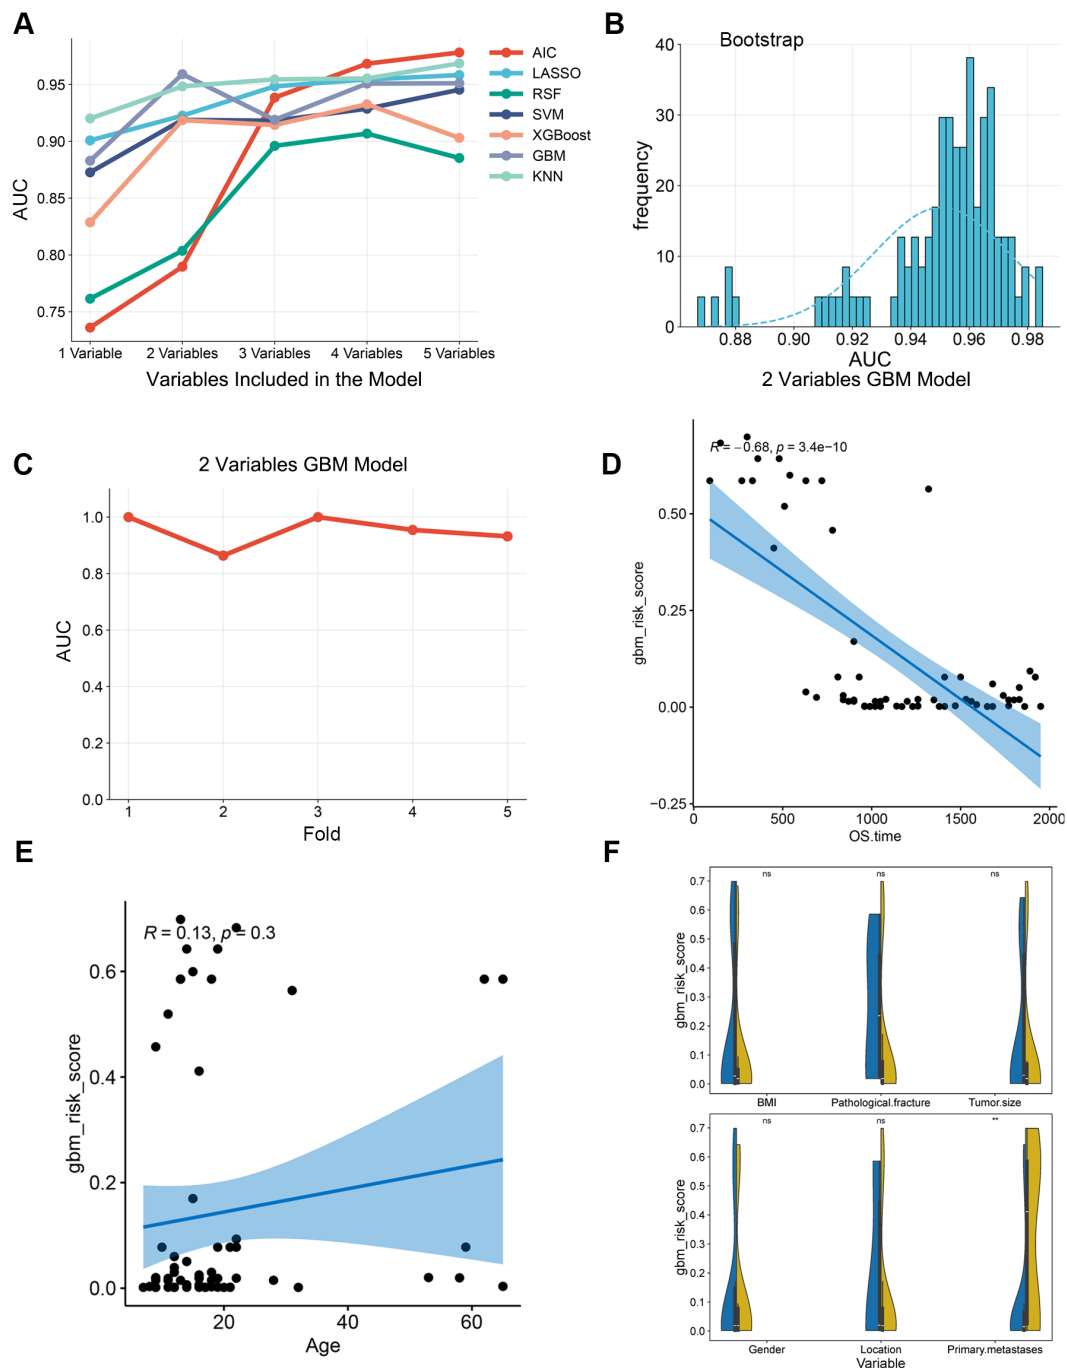 A
0.95
0.90
0.85
0.80
0.75
AUC
1 Variable 2 Variables 3 Variables 4 Variables 5 Variables
Variables Included in the Model
AIC
LASSO
RSF
SVM
XGBoost
GBM
KNN
B
Bootstrap
40
30
20
10
0
frequency
0.88 0.90 0.92 0.94 0.96 0.98
AUC
2 Variables GBM Model
C
2 Variables GBM Model
1.0
0.8
0.6
0.4
0.2
0.0
AUC
1 2 3 4 5
Fold
D
R = −0.68, p = 3.4e−10
0.50
0.25
0.00
−0.25
gbm_risk_score
0 500 1000 1500 2000
OS.time
E
R = 0.13, p = 0.3
0.6
0.4
0.2
0.0
gbm_risk_score
20 40 60
Age
F
ns ns ns
0.7
0.6
0.5
0.4
0.3
0.2
0.1
0.0
gbm_risk_score
BMI Pathological.fracture Tumor.size
ns ns **
0.7
0.6
0.5
0.4
0.3
0.2
0.1
0.0
gbm_risk_score
Gender Location Primary.metastases
Variable